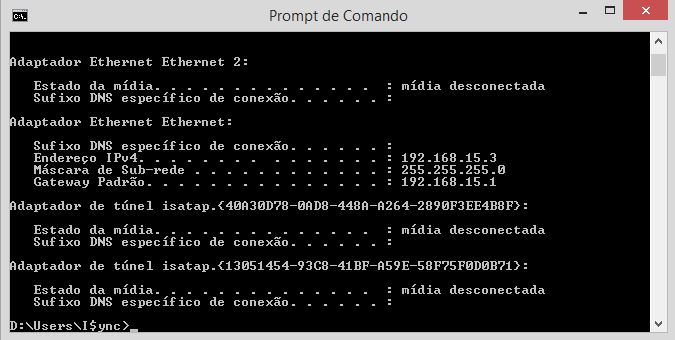 Prompt de Comando
Adaptador Ethernet Ethernet 2:
Estado da mídia. . . . . . . . . . . . . . : mídia desconectada
Sufixo DNS específico de conexão. . . . . . :
Adaptador Ethernet Ethernet:
Sufixo DNS específico de conexão. . . . . . :
Endereço IPv4. . . . . . . . . . . . . . . : 192.168.15.3
Máscara de Sub-rede . . . . . . . . . . . . : 255.255.255.0
Gateway Padrão. . . . . . . . . . . . . . . : 192.168.15.1
Adaptador de túnel isatap.{40A30D78-0AD8-448A-A264-2890F3EE4B8F}:
Estado da mídia. . . . . . . . . . . . . . : mídia desconectada
Sufixo DNS específico de conexão. . . . . . :
Adaptador de túnel isatap.{13051454-93C8-41BF-A59E-58F75F0D0B71}:
Estado da mídia. . . . . . . . . . . . . . : mídia desconectada
Sufixo DNS específico de conexão. . . . . . :
D:\Users\I$ync>_